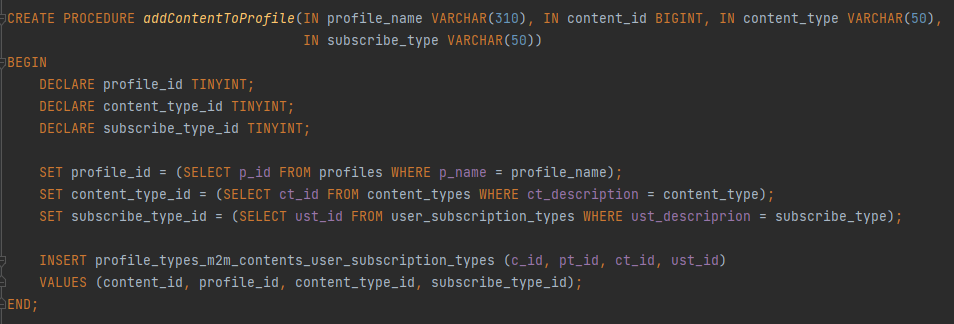 CREATE PROCEDURE addContentToProfile(IN profile_name VARCHAR(310), IN content_id BIGINT, IN content_type VARCHAR(50),
IN subscribe_type VARCHAR(50))
BEGIN
DECLARE profile_id TINYINT;
DECLARE content_type_id TINYINT;
DECLARE subscribe_type_id TINYINT;
SET profile_id = (SELECT p_id FROM profiles WHERE p_name = profile_name);
SET content_type_id = (SELECT ct_id FROM content_types WHERE ct_description = content_type);
SET subscribe_type_id = (SELECT ust_id FROM user_subscription_types WHERE ust_descriprion = subscribe_type);
INSERT profile_types_m2m_contents_user_subscription_types (c_id, pt_id, ct_id, ust_id)
VALUES (content_id, profile_id, content_type_id, subscribe_type_id);
END;